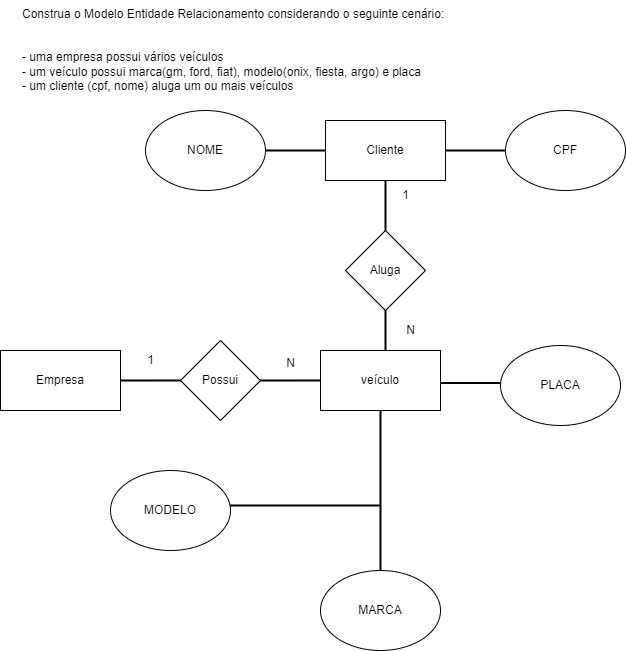 Construa o Modelo Entidade Relacionamento considerando o seguinte cenário:
- uma empresa possui vários veículos
- um veículo possui marca(gm, ford, fiat), modelo(onix, fiesta, argo) e placa
- um cliente (cpf, nome) aluga um ou mais veículos
NOME
Cliente
CPF
1
Aluga
N
Empresa
1
Possui
N
veículo
PLACA
MODELO
MARCA